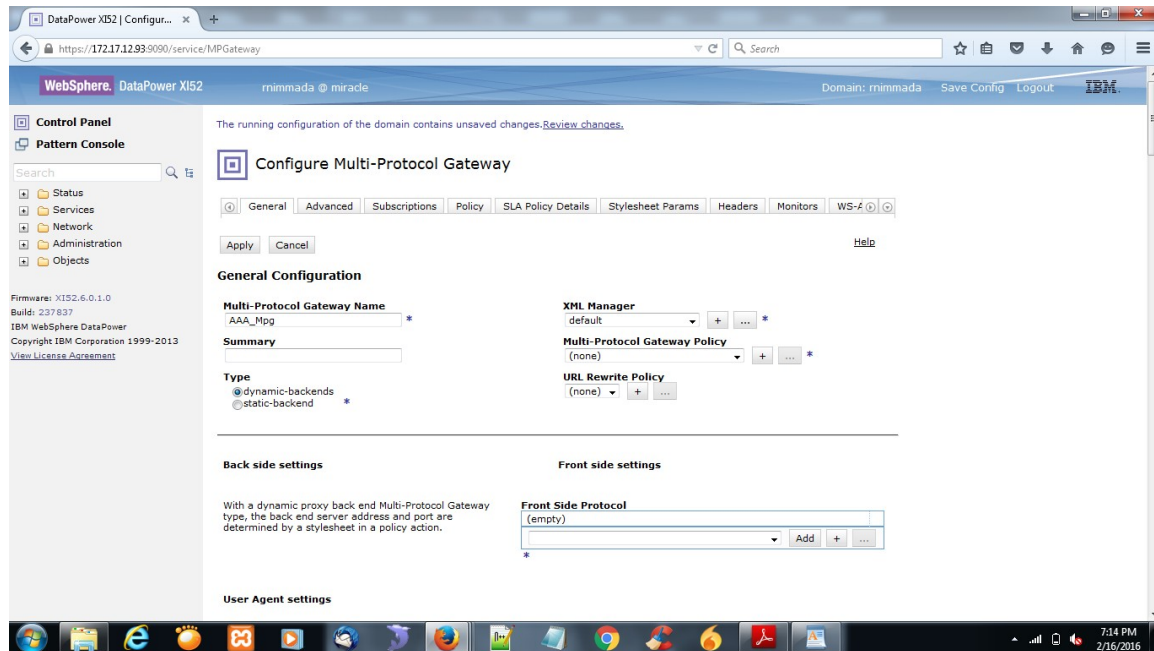 DataPower XI52 | Configur... × +
https://172.17.12.93:9090/service/MPGateway
Search
WebSphere. DataPower XI52
rnimmada @ miracle
Domain: rnimmada Save Config Logout IBM.
Control Panel
Pattern Console
Search
Status
Services
Network
Administration
Objects
Firmware: XI52.6.0.1.0
Build: 237837
IBM WebSphere DataPower
Copyright IBM Corporation 1999-2013
View License Agreement
The running configuration of the domain contains unsaved changes.Review changes.
Configure Multi-Protocol Gateway
General Advanced Subscriptions Policy SLA Policy Details Stylesheet Params Headers Monitors WS-A
Apply Cancel
Help
General Configuration
Multi-Protocol Gateway Name
AAA_Mpg *
Summary
Type
dynamic-backends
static-backend *
XML Manager
default + ... *
Multi-Protocol Gateway Policy
(none) + ... *
URL Rewrite Policy
(none) + ...
Back side settings
With a dynamic proxy back end Multi-Protocol Gateway
type, the back end server address and port are
determined by a stylesheet in a policy action.
Front side settings
Front Side Protocol
(empty)
Add + ...
*
User Agent settings
7:14 PM
2/16/2016